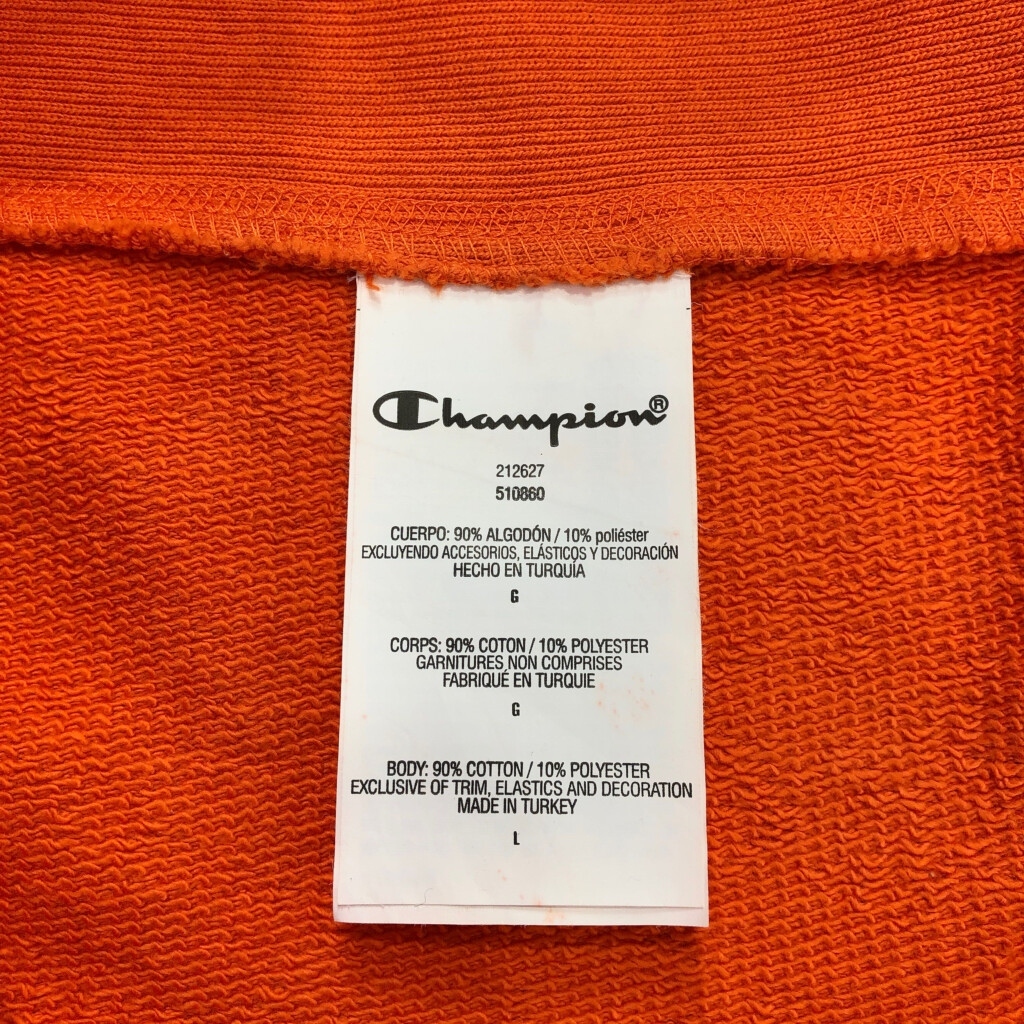 Champion®
212627
510860
CUERPO: 90% ALGODÓN / 10% poliéster
EXCLUYENDO ACCESORIOS, ELÁSTICOS Y DECORACIÓN
HECHO EN TURQUÍA
G
CORPS: 90% COTON / 10% POLYESTER
GARNITURES NON COMPRISES
FABRIQUÉ EN TURQUIE
G
BODY: 90% COTTON / 10% POLYESTER
EXCLUSIVE OF TRIM, ELASTICS AND DECORATION
MADE IN TURKEY
L